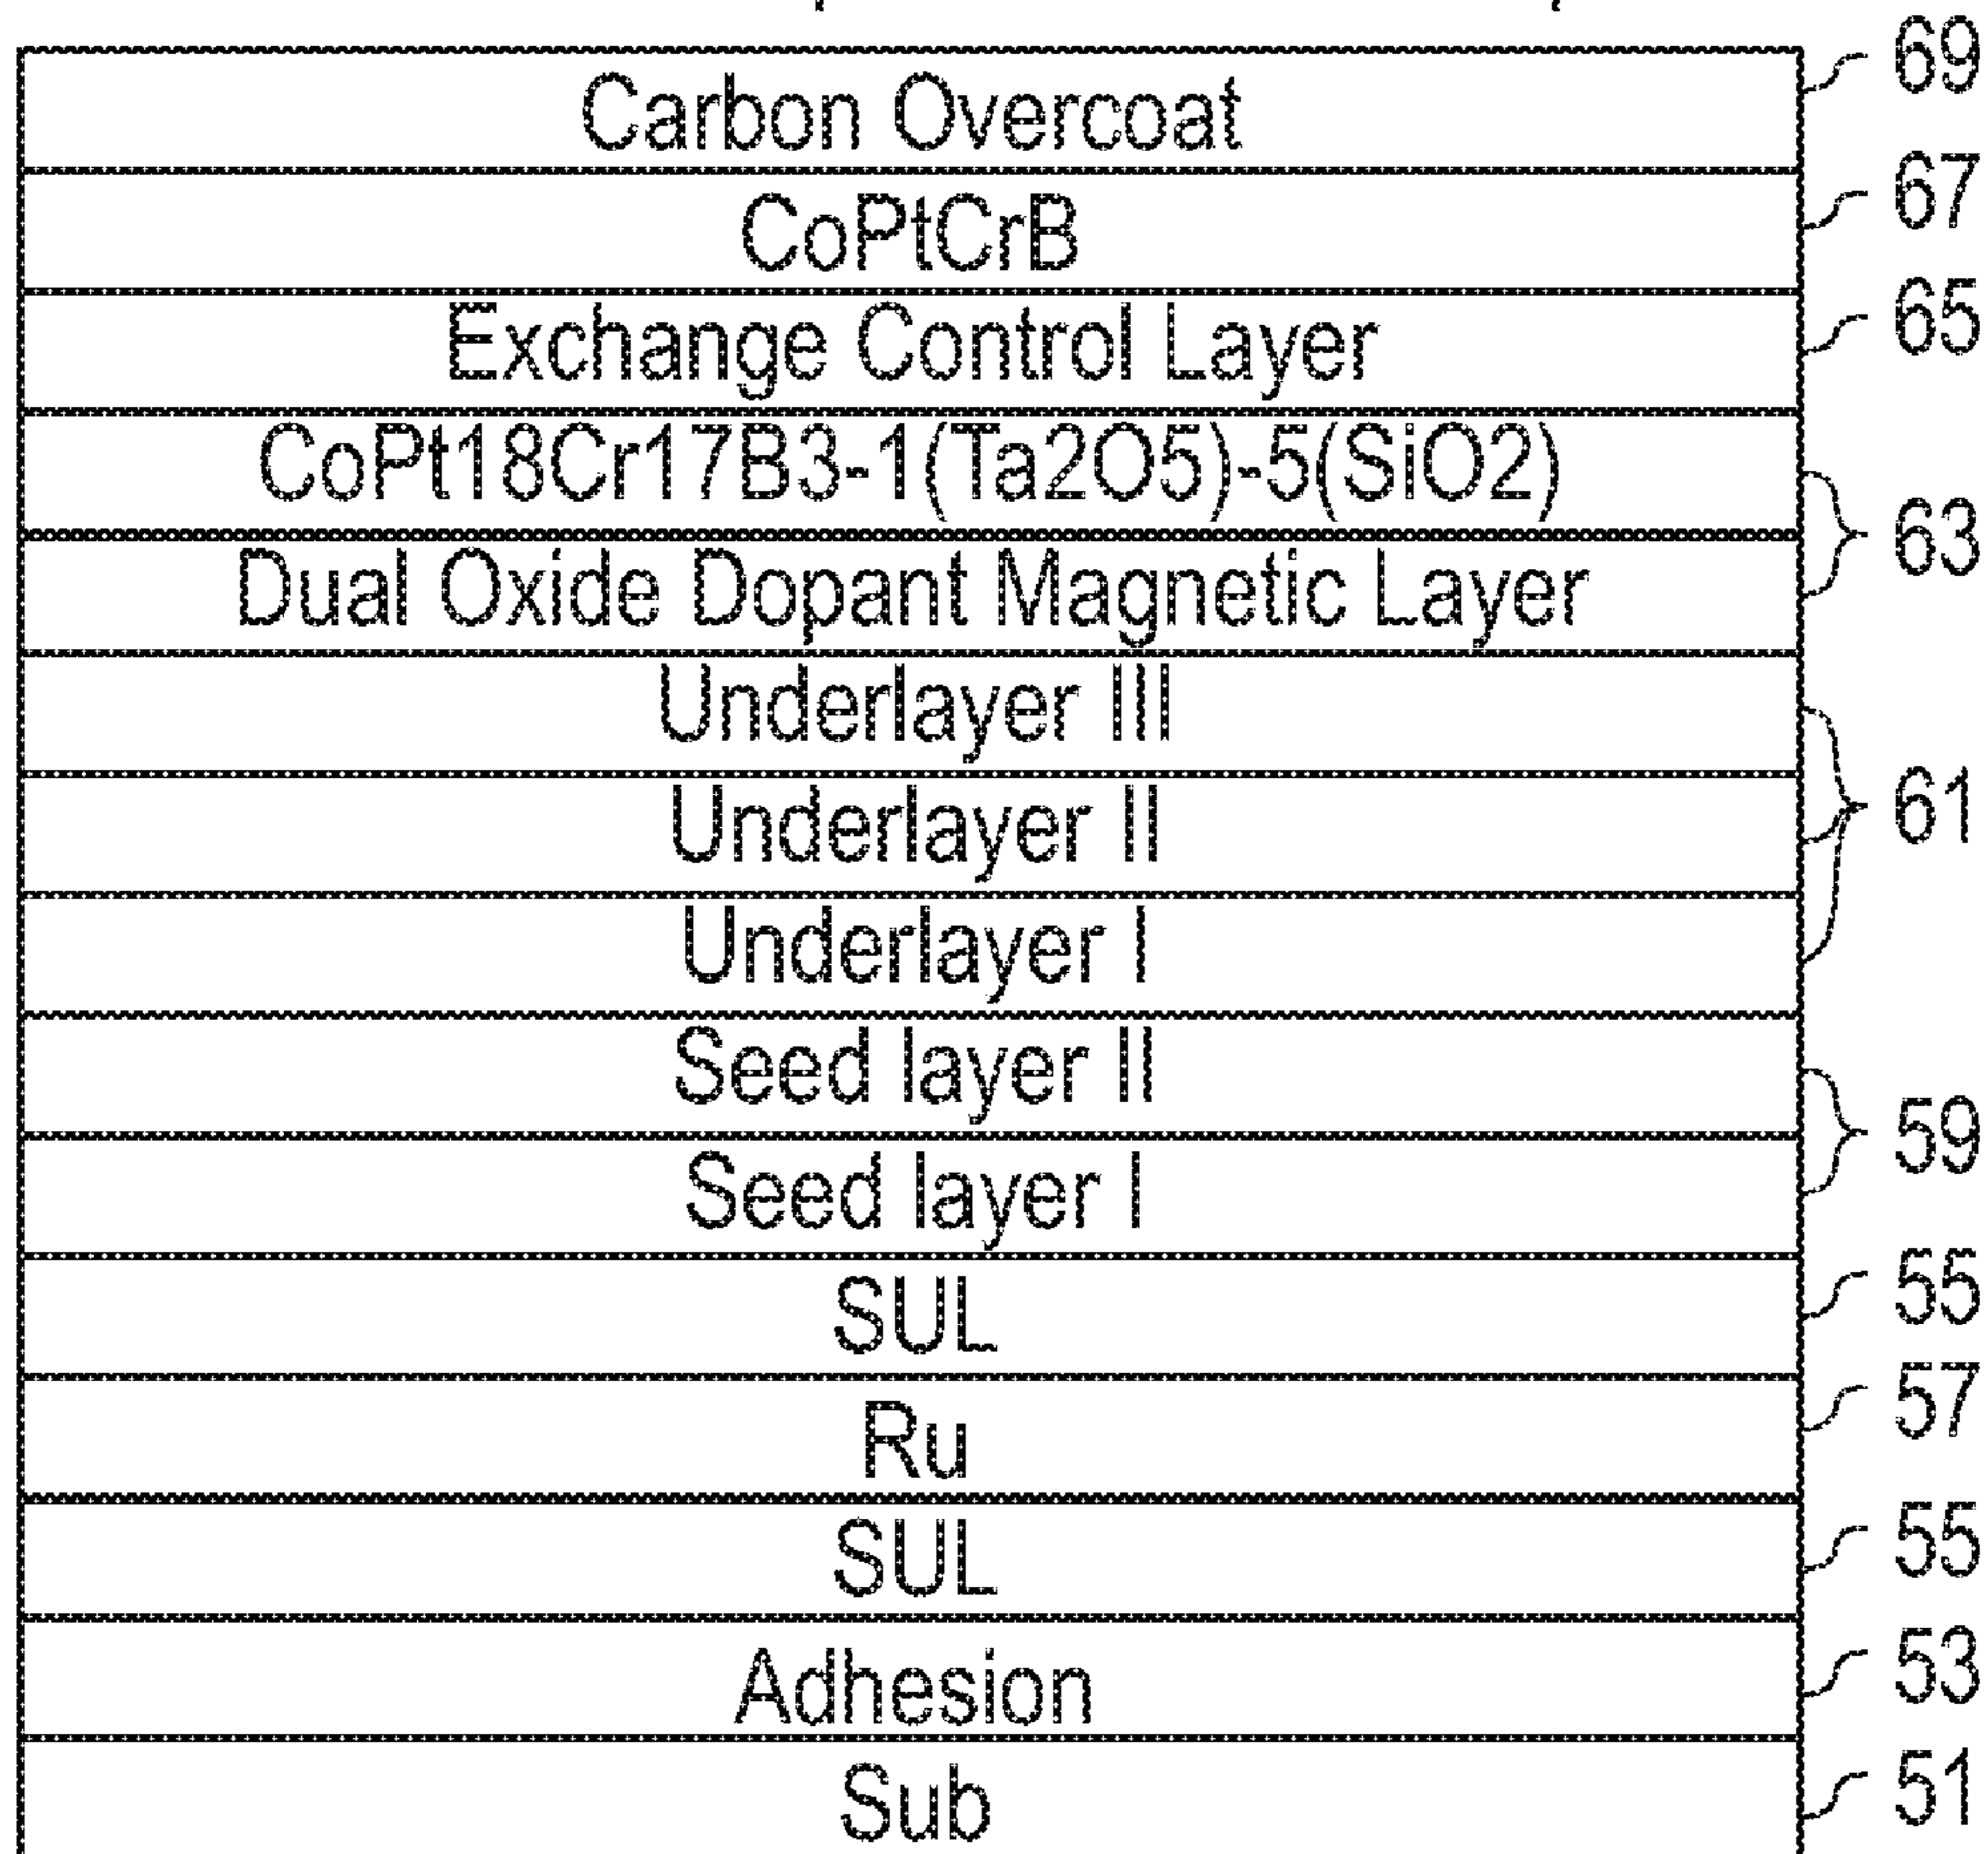 69
Carbon Overcoat
67
CoPtCrB
65
Exchange Control Layer
CoPt18Cr17B3-1(Ta2O5)-5(SiO2)
63
Dual Oxide Dopant Magnetic Layer
Underlayer III
61
Underlayer II
Underlayer I
Seed layer II
59
Seed layer I
55
SUL
57
Ru
55
SUL
53
Adhesion
51
Sub